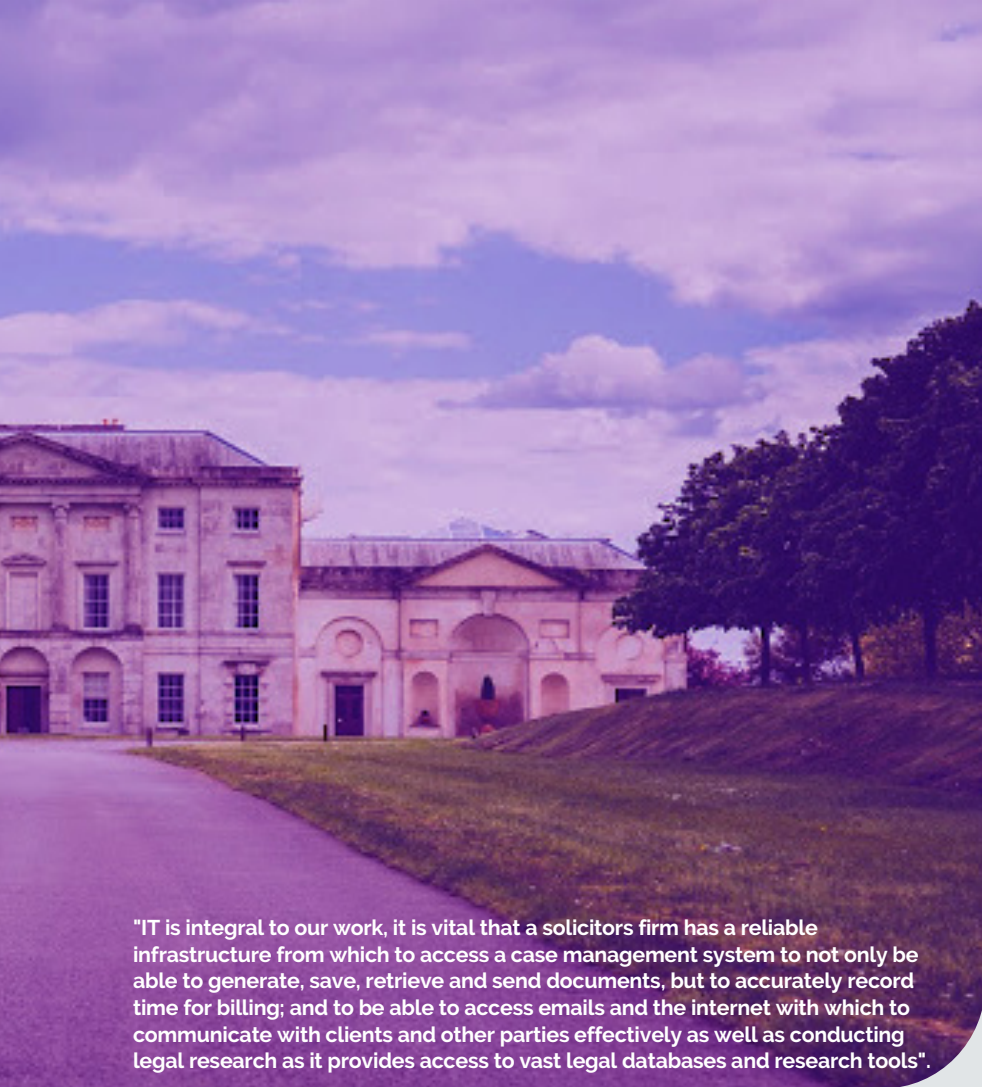 "IT is integral to our work, it is vital that a solicitors firm has a reliable
infrastructure from which to access a case management system to not only be
able to generate, save, retrieve and send documents, but to accurately record
time for billing; and to be able to access emails and the internet with which to
communicate with clients and other parties effectively as well as conducting
legal research as it provides access to vast legal databases and research tools".